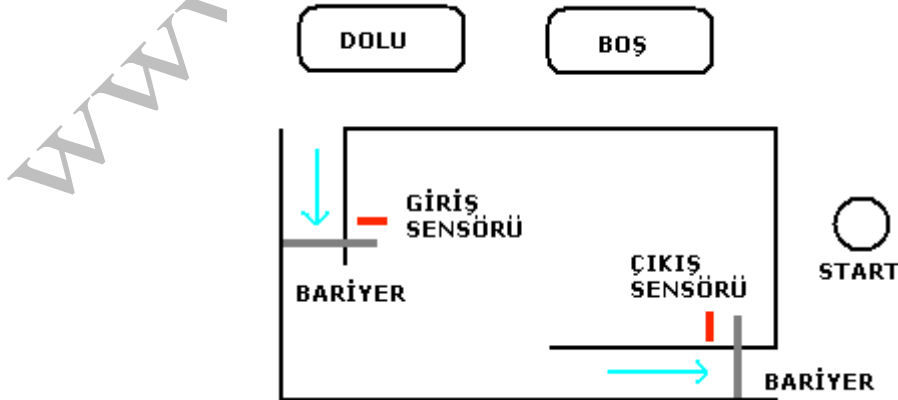 DOLU
BOŞ
GİRİŞ
SENSÖRÜ
BARİYER
ÇIKIŞ
SENSÖRÜ
START
BARİYER